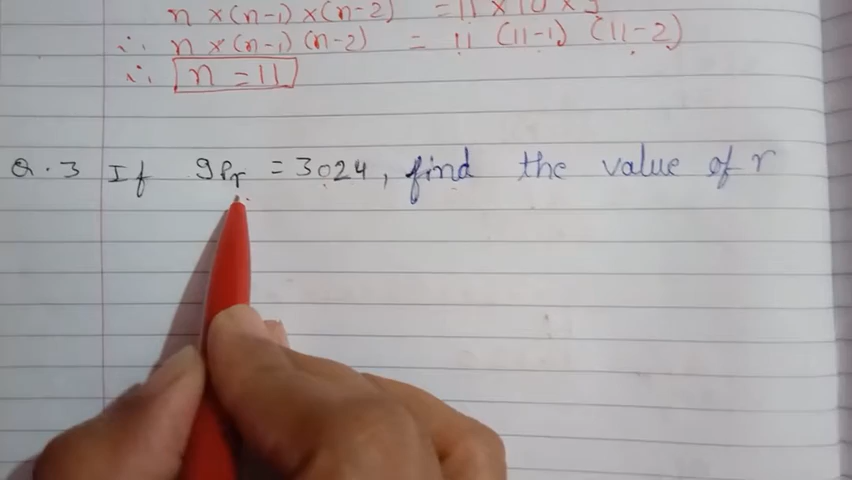 n × (n-1) × (n-2) = 11 × 10 × 9
∴ n × (n-1) (n-2) = 11 (11-1) (11-2)
∴ n = 11
Q.3 If 9Pr = 3024, find the value of r